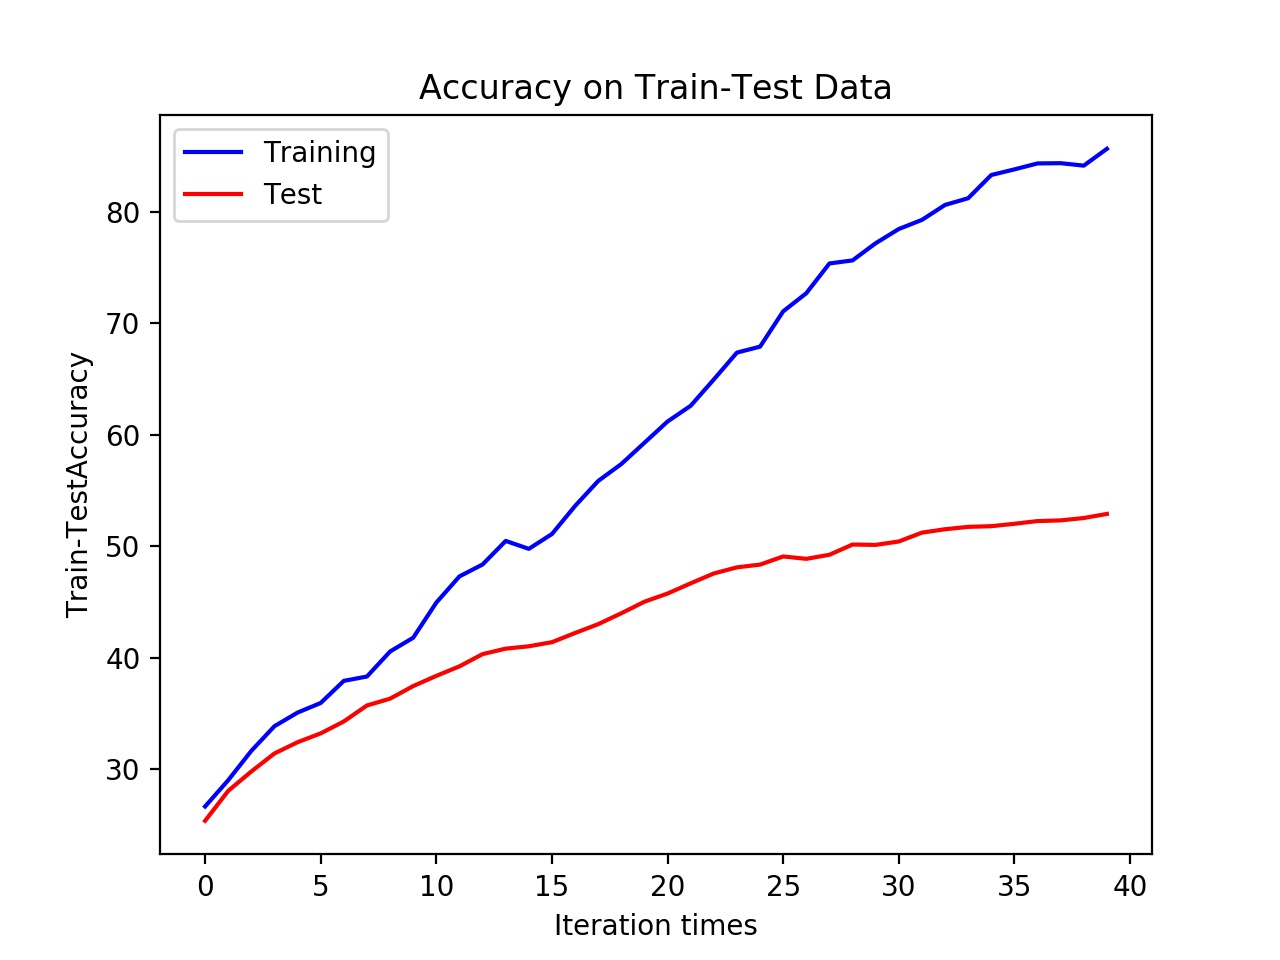 Accuracy on Train-Test Data
Training
Test
Train-TestAccuracy
80
70
60
50
40
30
0 5 10 15 20 25 30 35 40
Iteration times